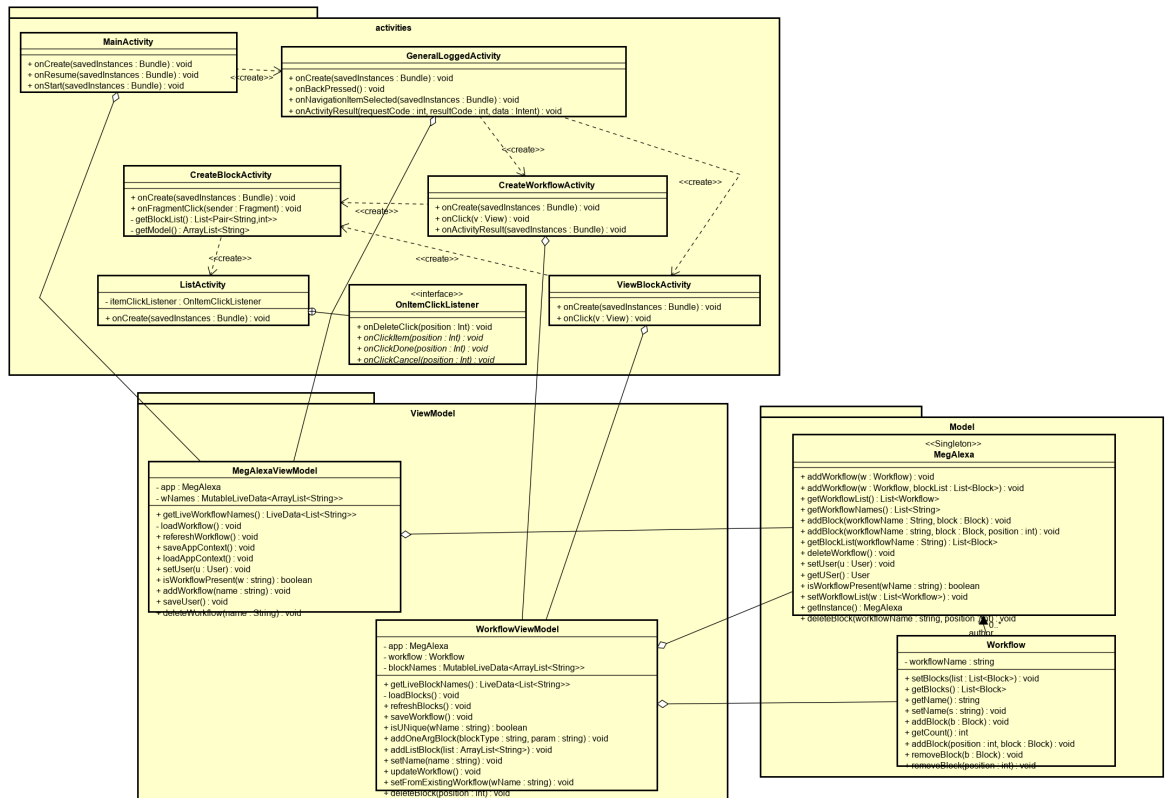 activities
MainActivity
+ onCreate(savedInstances : Bundle) : void
+ onResume(savedInstances : Bundle) : void
+ onStart(savedInstances : Bundle) : void
<<create>>
GeneralLoggedActivity
+ onCreate(savedInstances : Bundle) : void
+ onBackPressed() : void
+ onNavigationItemSelected(savedInstances : Bundle) : void
+ onActivityResult(requestCode : int, resultCode : int, data : Intent) : void
<<create>>
<<create>>
CreateBlockActivity
+ onCreate(savedInstances : Bundle) : void
+ onFragmentClick(sender : Fragment) : void
- getBlockList() : List<Pair<String,int>>
- getModel() : ArrayList<String>
<<create>>
CreateWorkflowActivity
+ onCreate(savedInstances : Bundle) : void
+ onClick(v : View) : void
+ onActivityResult(savedInstances : Bundle) : void
<<create>>
<<create>>
ListActivity
- itemClickListener : OnItemClickListener
+ onCreate(savedInstances : Bundle) : void
<<interface>>
OnItemClickListener
+ onDeleteClick(position : Int) : void
+ onClickItem(position : Int) : void
+ onClickDone(position : Int) : void
+ onClickCancel(position : Int) : void
ViewBlockActivity
+ onCreate(savedInstances : Bundle) : void
+ onClick(v : View) : void
ViewModel
MegAlexaViewModel
- app : MegAlexa
- wNames : MutableLiveData<ArrayList<String>>
+ getLiveWorkflowNames() : LiveData<List<String>>
- loadWorkflow() : void
+ refereshWorkflow() : void
+ saveAppContext() : void
+ loadAppContext() : void
+ setUser(u : User) : void
+ isWorkflowPresent(w : string) : boolean
+ addWorkflow(name : string) : void
+ saveUser() : void
+ deleteWorkflow(name : String) : void
WorkflowViewModel
- app : MegAlexa
- workflow : Workflow
- blockNames : MutableLiveData<ArrayList<String>>
+ getLiveBlockNames() : LiveData<List<String>>
- loadBlocks() : void
+ refreshBlocks() : void
+ saveWorkflow() : void
+ isUNique(wName : string) : boolean
+ addOneArgBlock(blockType : string, param : string) : void
+ addListBlock(list : ArrayList<String>) : void
+ setName(name : string) : void
+ updateWorkflow() : void
+ setFromExistingWorkflow(wName : string) : void
+ deleteBlock(position : int) : void
Model
<<Singleton>>
MegAlexa
+ addWorkflow(w : Workflow) : void
+ addWorkflow(w : Workflow, blockList : List<Block>) : void
+ getWorkflowList() : List<Workflow>
+ getWorkflowNames() : List<String>
+ addBlock(workflowName : String, block : Block) : void
+ addBlock(workflowName : string, block : Block, position : int) : void
+ getBlockList(workflowName : String) : List<Block>
+ deleteWorkflow() : void
+ setUser(u : User) : void
+ getUSer() : User
+ isWorkflowPresent(wName : string) : boolean
+ setWorkflowList(w : List<Workflow>) : void
+ getInstance() : MegAlexa
+ deleteBlock(workflowName : string, position : int) : void
author
Workflow
- workflowName : string
+ setBlocks(list : List<Block>) : void
+ getBlocks() : List<Block>
+ getName() : string
+ setName(s : string) : void
+ addBlock(b : Block) : void
+ getCount() : int
+ addBlock(position : int, block : Block) : void
+ removeBlock(b : Block) : void
+ removeBlock(position : int) : void